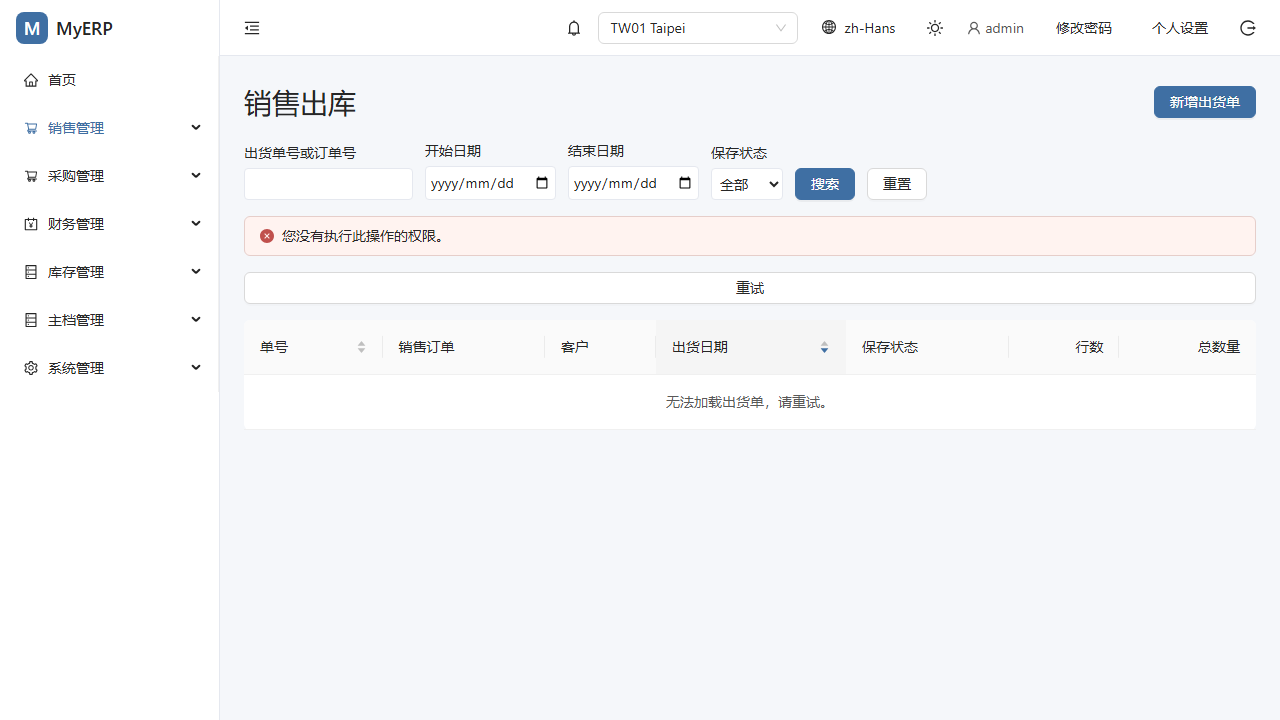 M MyERP
TW01 Taipei
zh-Hans
admin
修改密码
个人设置
首页
销售管理
采购管理
财务管理
库存管理
主档管理
系统管理
销售出库
新增出货单
出货单号或订单号
开始日期
结束日期
保存状态
yyyy/mm/dd
yyyy/mm/dd
全部
搜索
重置
您没有执行此操作的权限。
重试
单号
销售订单
客户
出货日期
保存状态
行数
总数量
无法加载出货单，请重试。